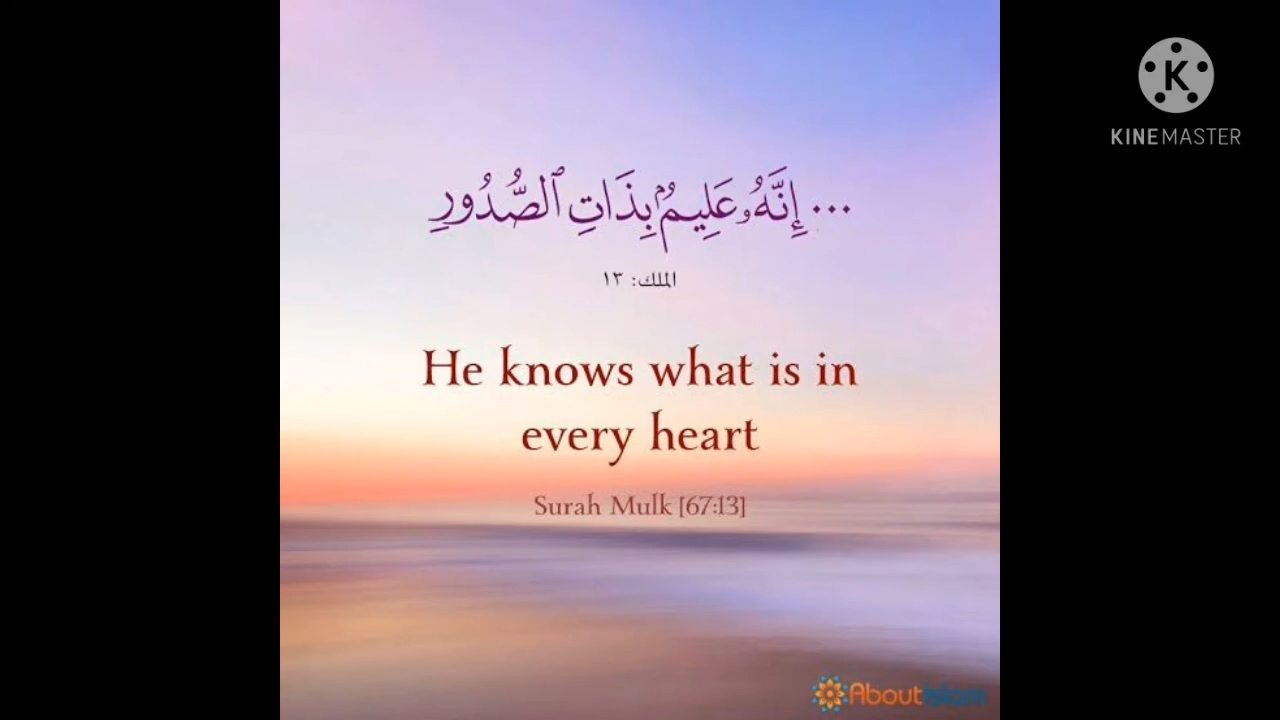 ... إِنَّهُۥ عَلِيمٌۢ بِذَاتِ ٱلصُّدُورِ
الملك: ١٣
He knows what is in
every heart
Surah Mulk [67:13]
AboutIslam
K
KINEMASTER